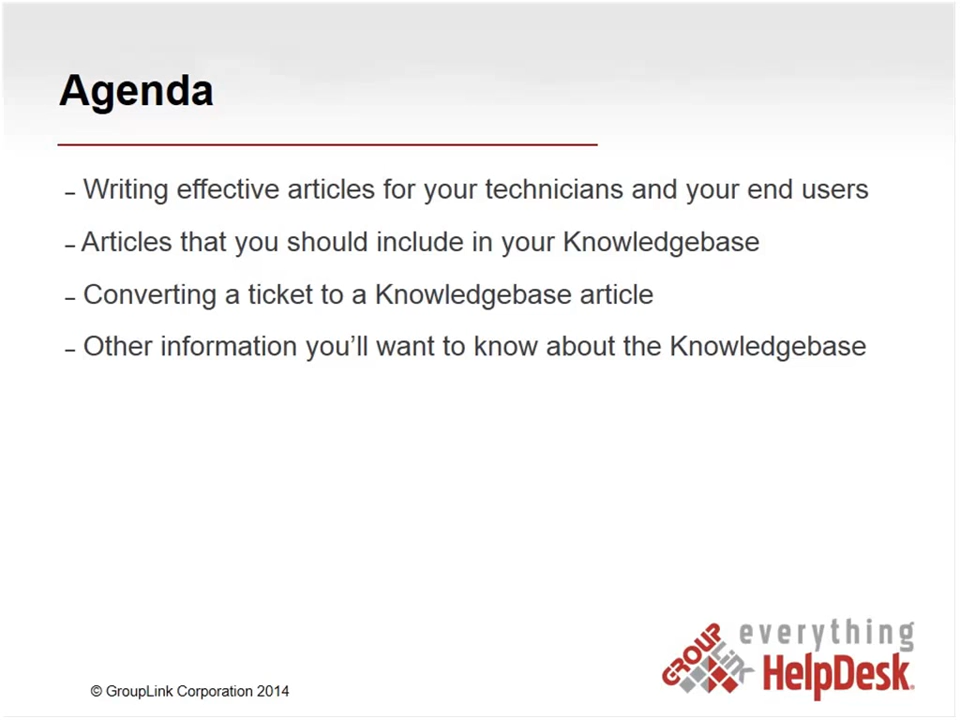 Agenda
– Writing effective articles for your technicians and your end users
– Articles that you should include in your Knowledgebase
– Converting a ticket to a Knowledgebase article
– Other information you’ll want to know about the Knowledgebase
© GroupLink Corporation 2014
GROUP
Link
everything
HelpDesk®